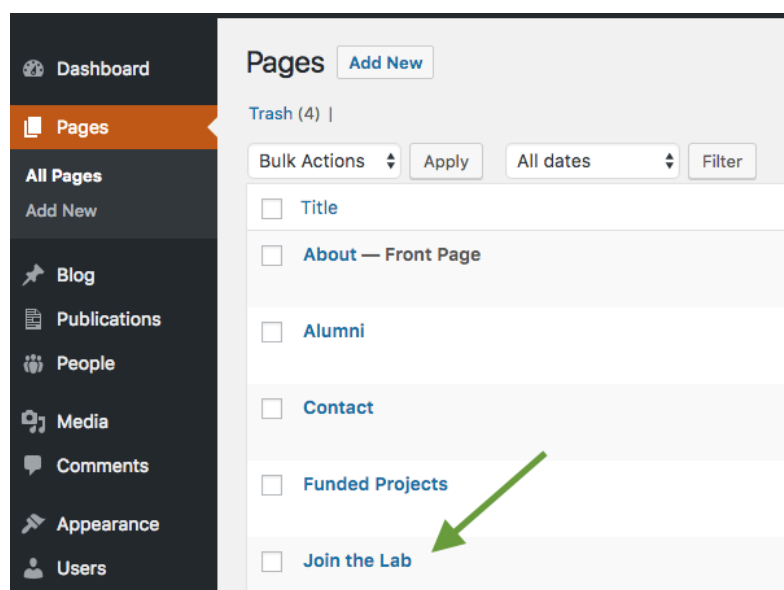 Dashboard
Pages
All Pages
Add New
Blog
Publications
People
Media
Comments
Appearance
Users
Pages Add New
Trash (4) |
Bulk Actions Apply All dates Filter
Title
About — Front Page
Alumni
Contact
Funded Projects
Join the Lab